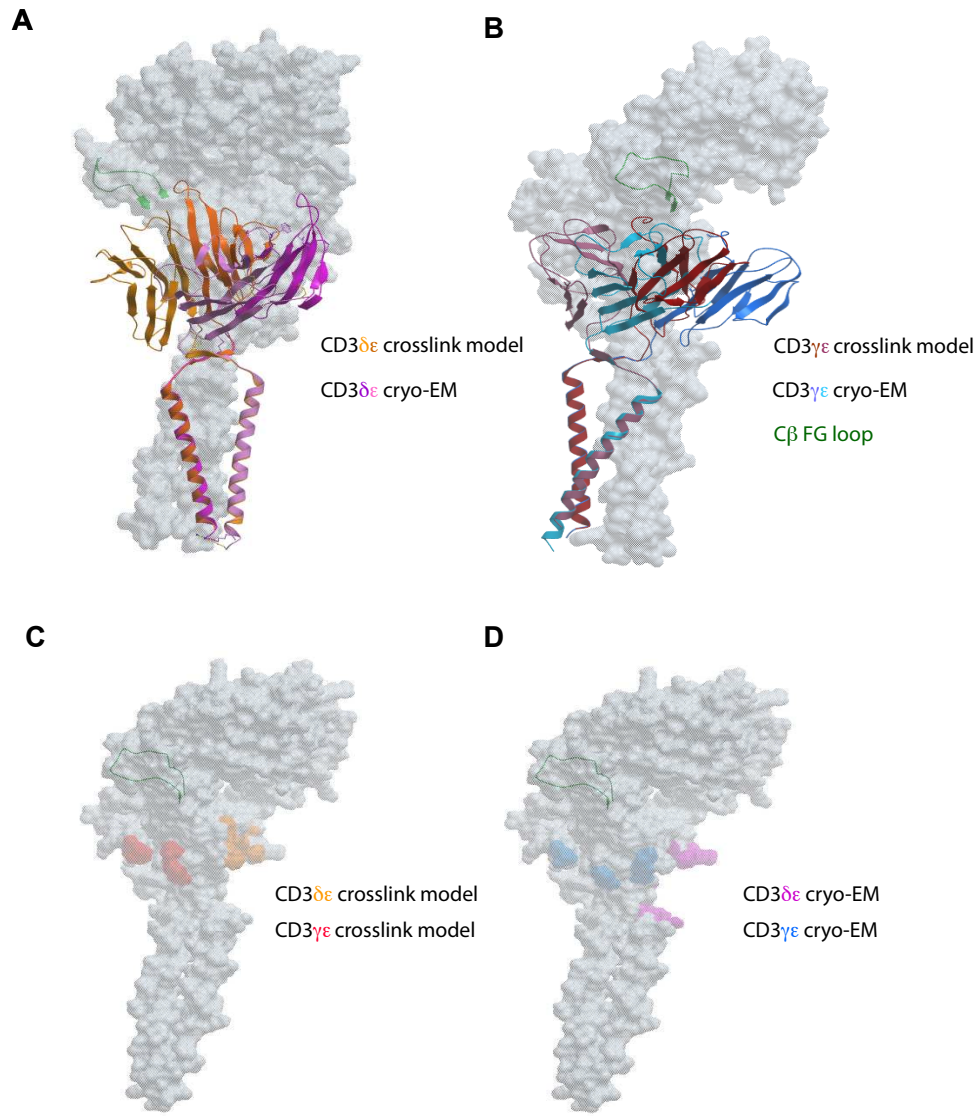 A
B
CD3δε crosslink model
CD3δε cryo-EM
CD3γε crosslink model
CD3γε cryo-EM
Cβ FG loop
C
D
CD3δε crosslink model
CD3γε crosslink model
CD3δε cryo-EM
CD3γε cryo-EM